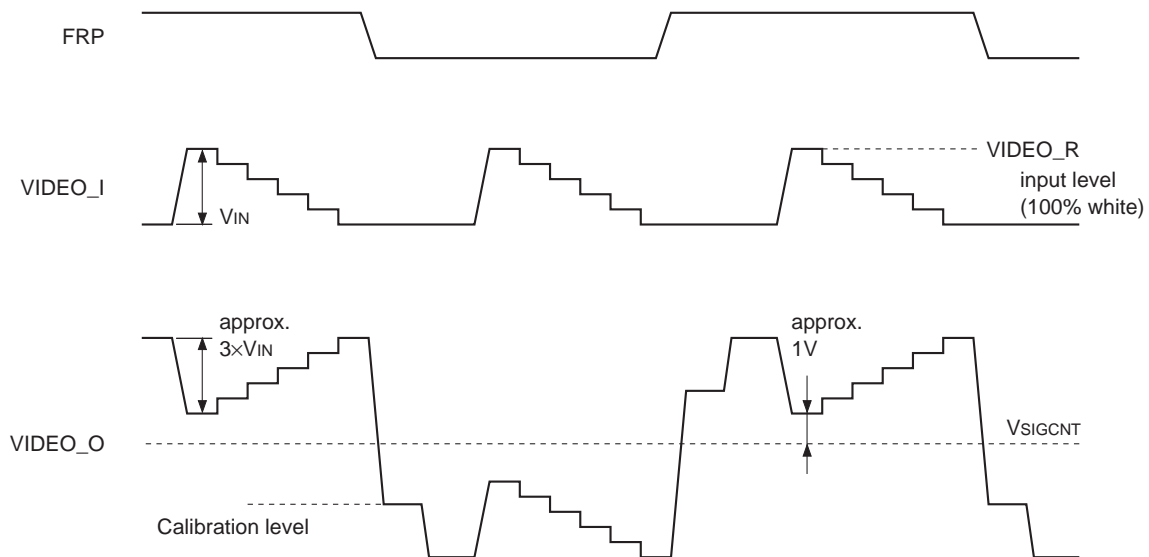 FRP
VIDEO_I
VIN
VIDEO_R
input level
(100% white)
approx.
3×VIN
approx.
1V
VIDEO_O
VSIGCNT
Calibration level